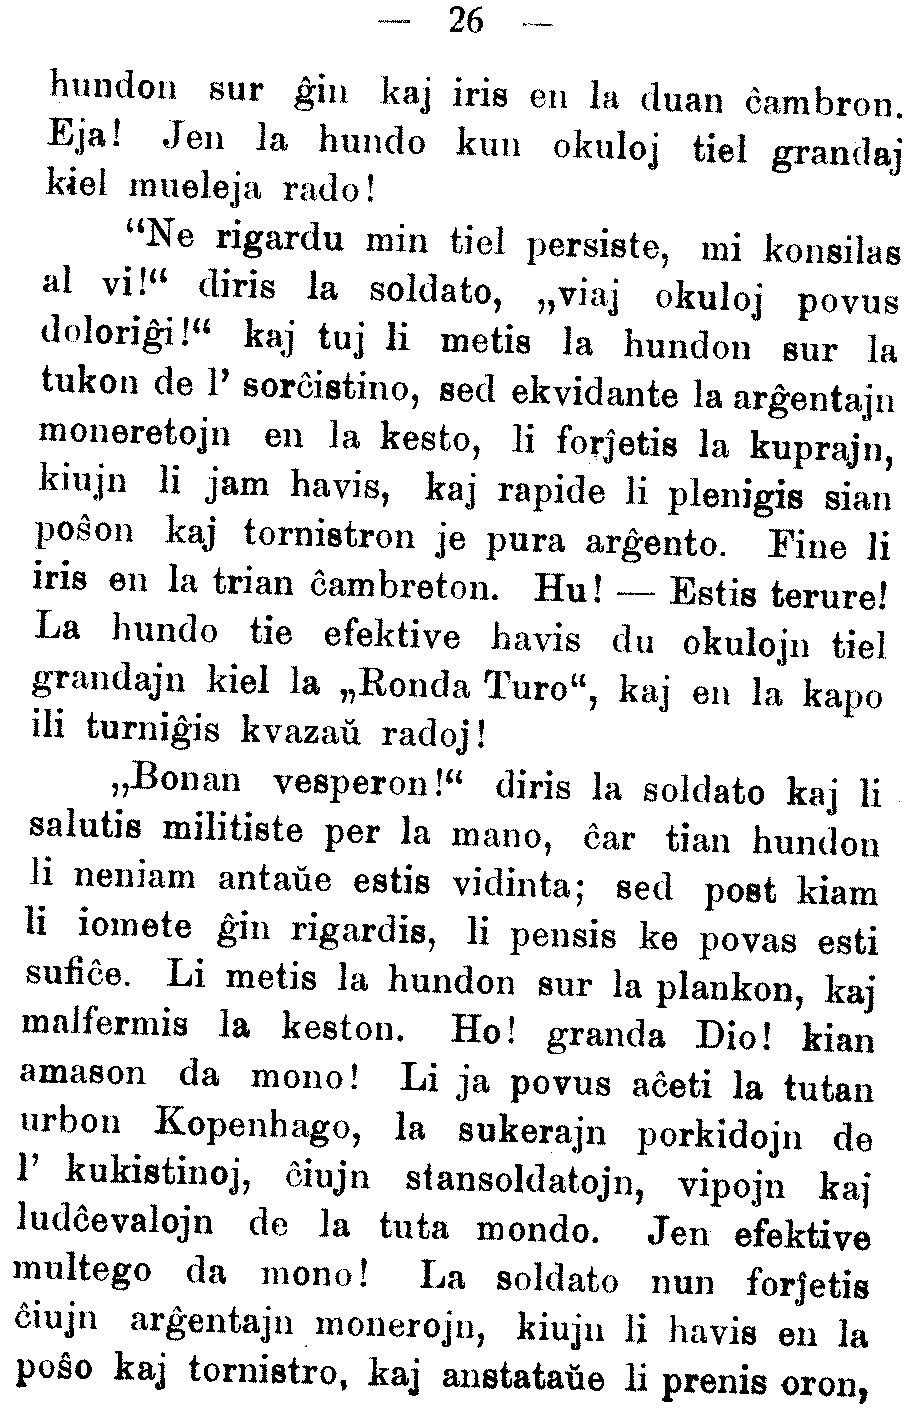 — 26 —
hundon sur ĝin kaj iris en la duan ĉambron.
Eja! Jen la hundo kun okuloj tiel grandaj
kiel mueleja rado!
“Ne rigardu min tiel persiste, mi konsilas
al vi!“ diris la soldato, „viaj okuloj povus
doloriĝi!“ kaj tuj li metis la hundon sur la
tukon de l’ sorĉistino, sed ekvidante la arĝentajn
moneretojn en la kesto, li forĵetis la kuprajn,
kiujn li jam havis, kaj rapide li plenigis sian
poŝon kaj tornistron je pura arĝento. Fine li
iris en la trian ĉambreton. Hu! — Estis terure!
La hundo tie efektive havis du okulojn tiel
grandajn kiel la „Ronda Turo“, kaj en la kapo
ili turniĝis kvazaŭ radoj!
„Bonan vesperon!“ diris la soldato kaj li
salutis militiste per la mano, ĉar tian hundon
li neniam antaŭe estis vidinta; sed post kiam
li iomete ĝin rigardis, li pensis ke povas esti
sufiĉe. Li metis la hundon sur la plankon, kaj
malfermis la keston. Ho! granda Dio! kian
amason da mono! Li ja povus aĉeti la tutan
urbon Kopenhago, la sukerajn porkidojn de
l’ kukistinoj, ĉiujn stansoldatojn, vipojn kaj
ludĉevalojn de la tuta mondo. Jen efektive
multego da mono! La soldato nun forĵetis
ĉiujn arĝentajn monerojn, kiujn li havis en la
poŝo kaj tornistro, kaj anstataŭe li prenis oron,